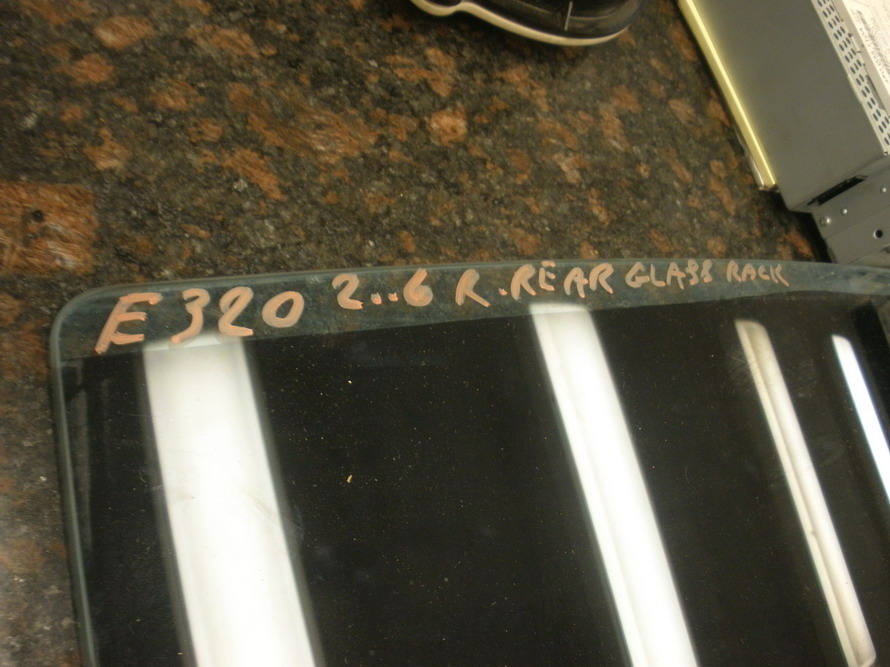 E320 2..6 R.REAR GLASS RACK